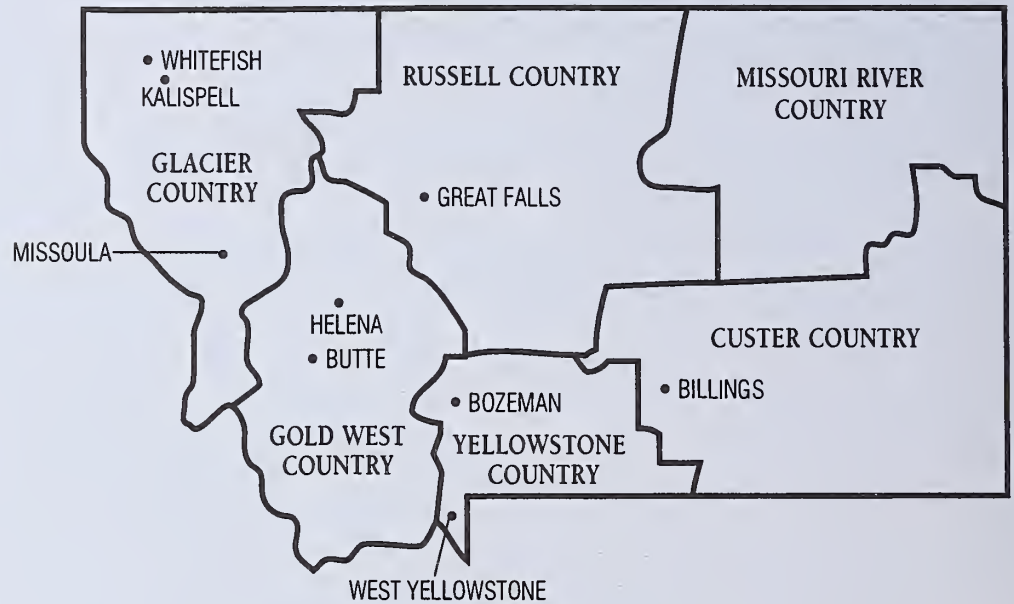 WHITEFISH
KALISPELL
RUSSELL COUNTRY
MISSOURI RIVER
COUNTRY
GLACIER
COUNTRY
GREAT FALLS
MISSOULA
HELENA
BUTTE
CUSTER COUNTRY
BILLINGS
BOZEMAN
GOLD WEST
COUNTRY
YELLOWSTONE
COUNTRY
WEST YELLOWSTONE